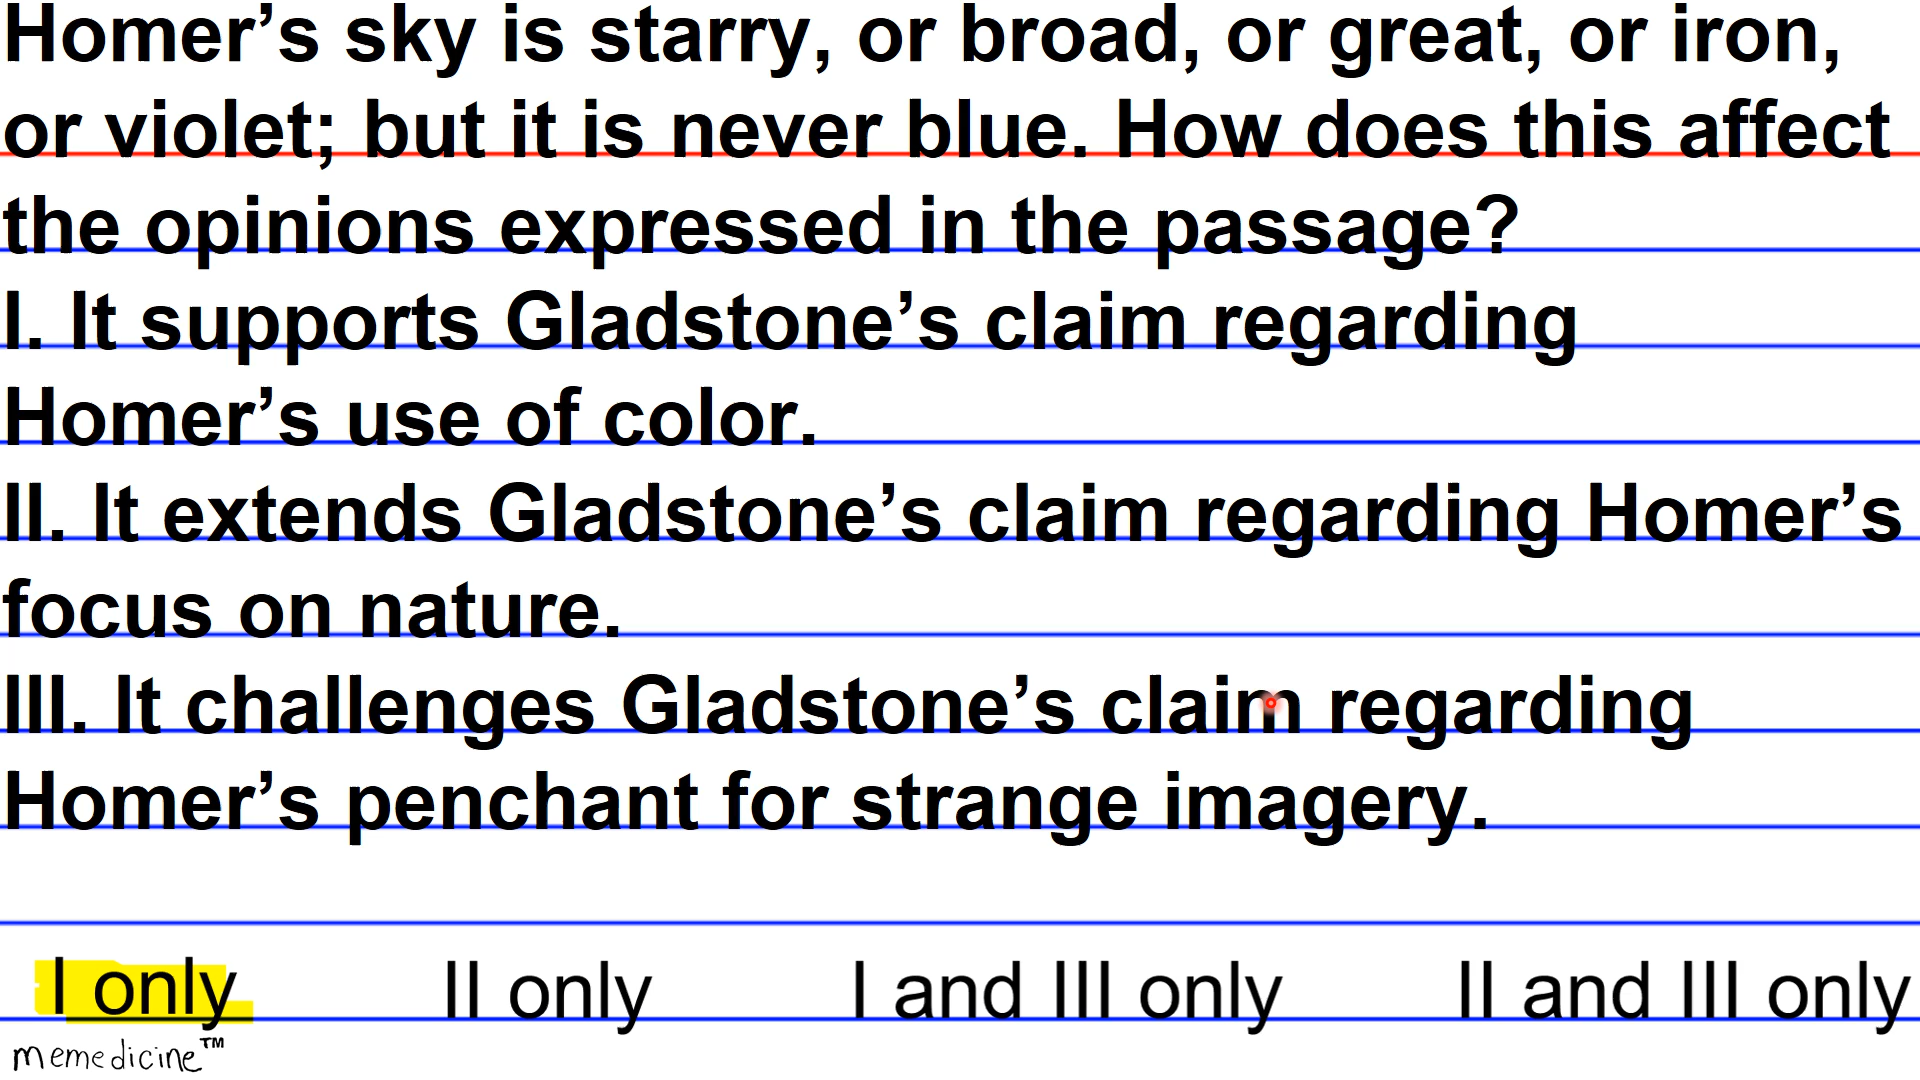 Homer’s sky is starry, or broad, or great, or iron,
or violet; but it is never blue. How does this affect
the opinions expressed in the passage?
I. It supports Gladstone’s claim regarding
Homer’s use of color.
II. It extends Gladstone’s claim regarding Homer’s
focus on nature.
III. It challenges Gladstone’s claim regarding
Homer’s penchant for strange imagery.
I only II only I and III only II and III only
memedicine™